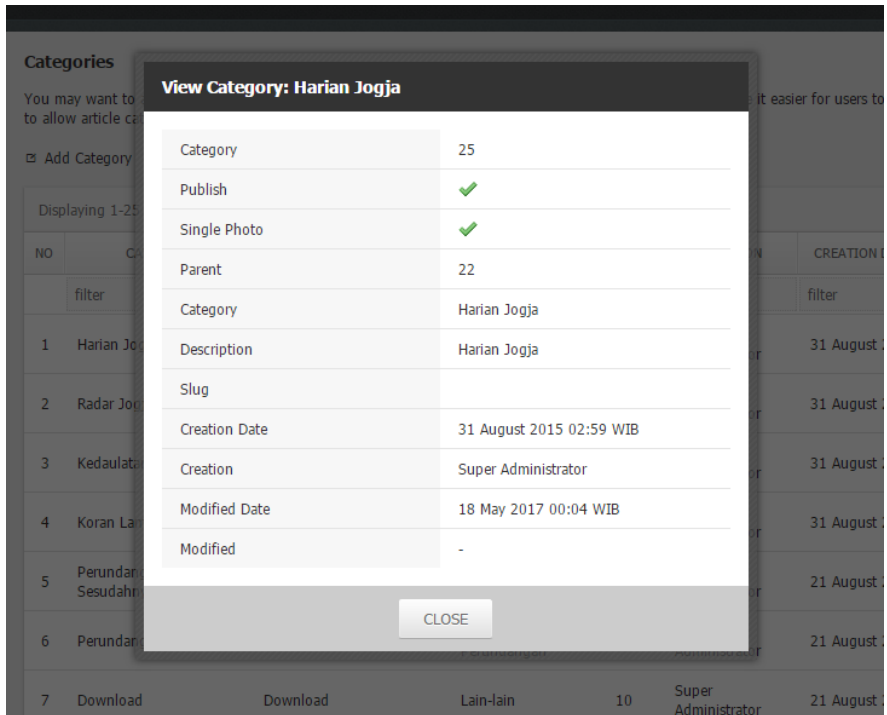 Categories
You may want to it easier for users to
to allow article
Add Category
Displaying 1-25
NO CREATION
filter filter
View Category: Harian Jogja
Category 25
Publish
Single Photo
Parent 22
Category Harian Jogja
Description Harian Jogja
Slug
Creation Date 31 August 2015 02:59 WIB
Creation Super Administrator
Modified Date 18 May 2017 00:04 WIB
Modified -
CLOSE
1 Harian 31 August
2 Radar 31 August
3 31 August
4 Koran 31 August
5 21 August
6 21 August
7 Download Download Lain-lain 10 Super
Administrator 21 August